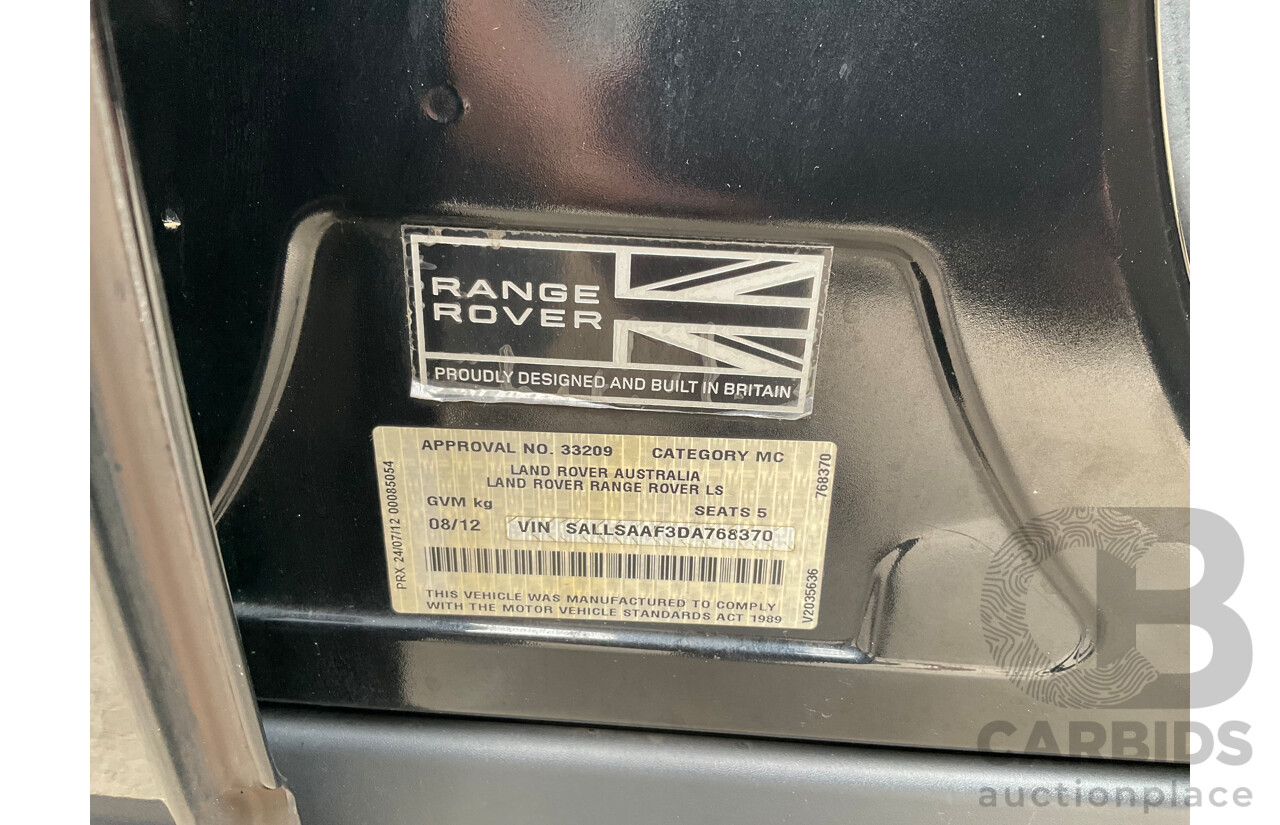 RANGE
ROVER
PROUDLY DESIGNED AND BUILT IN BRITAIN
APPROVAL NO. 33209 CATEGORY MC
LAND ROVER AUSTRALIA
LAND ROVER RANGE ROVER LS
GVM kg
SEATS 5
08/12
VIN SALLSAAF3DA768370
THIS VEHICLE WAS MANUFACTURED TO COMPLY
WITH THE MOTOR VEHICLE STANDARDS ACT 1989
PRX 24/07/12 00085054
768370
V2035636
CB
CARBIDS
auctionplace